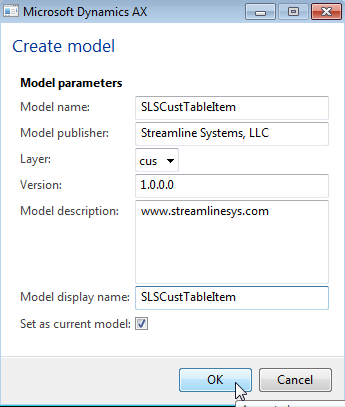 Microsoft Dynamics AX
Create model
Model parameters
Model name: SLSCustTableItem
Model publisher: Streamline Systems, LLC
Layer: cus
Version: 1.0.0.0
Model description: www.streamlinesys.com
Model display name: SLSCustTableItem
Set as current model:
OK Cancel